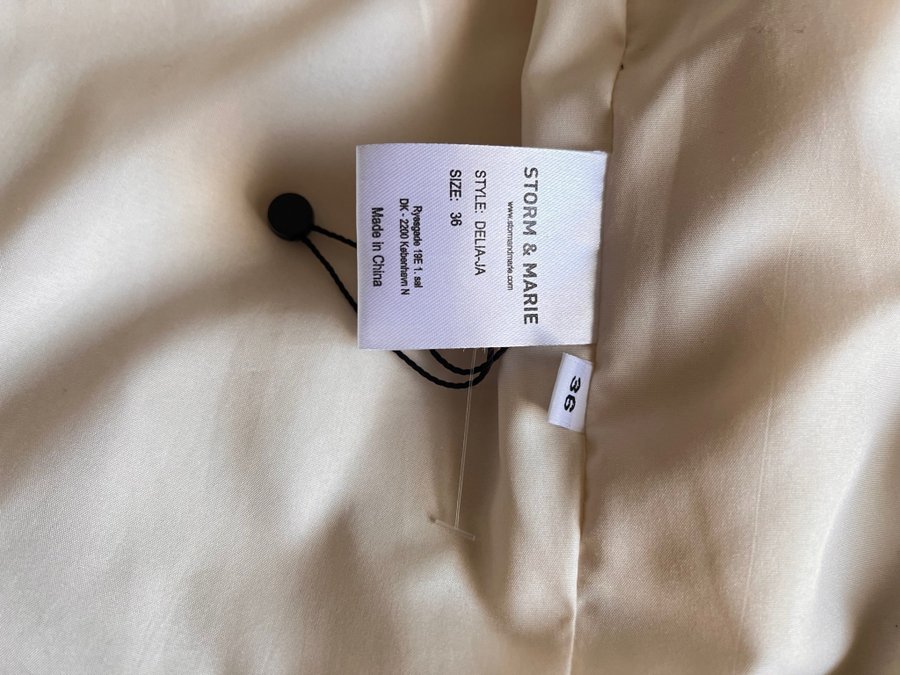 STORM & MARIE
www.stormandmarie.com
STYLE: DELIA-JA
SIZE: 36
Ryesgade 19E 1. sal
DK - 2200 København N
Made in China
36